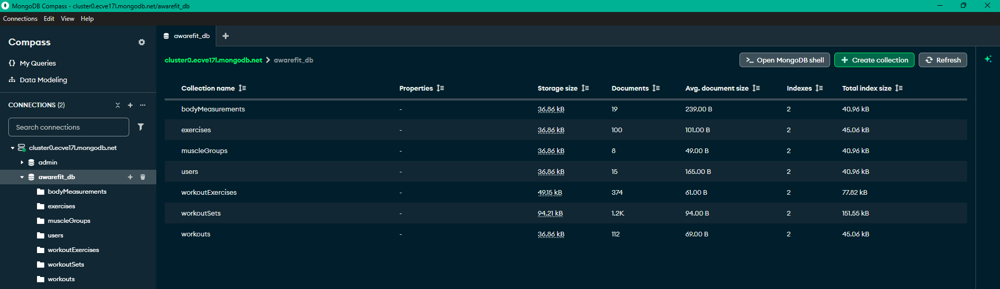 MongoDB Compass - cluster0.ecve17l.mongodb.net/awarefit_db
Connections Edit View Help
Compass
{} My Queries
Data Modeling
CONNECTIONS (2)
Search connections
cluster0.ecve17l.mongodb.net
admin
awarefit_db
bodyMeasurements
exercises
muscleGroups
users
workoutExercises
workoutSets
workouts
awarefit_db
cluster0.ecve17l.mongodb.net > awarefit_db
>_ Open MongoDB shell + Create collection Refresh
Collection name Properties Storage size Documents Avg. document size Indexes Total index size
bodyMeasurements - 36.86 kB 19 239.00 B 2 40.96 kB
exercises - 36.86 kB 100 101.00 B 2 45.06 kB
muscleGroups - 36.86 kB 8 49.00 B 2 40.96 kB
users - 36.86 kB 15 165.00 B 2 40.96 kB
workoutExercises - 49.15 kB 374 61.00 B 2 77.82 kB
workoutSets - 94.21 kB 1.2K 94.00 B 2 151.55 kB
workouts - 36.86 kB 112 69.00 B 2 45.06 kB